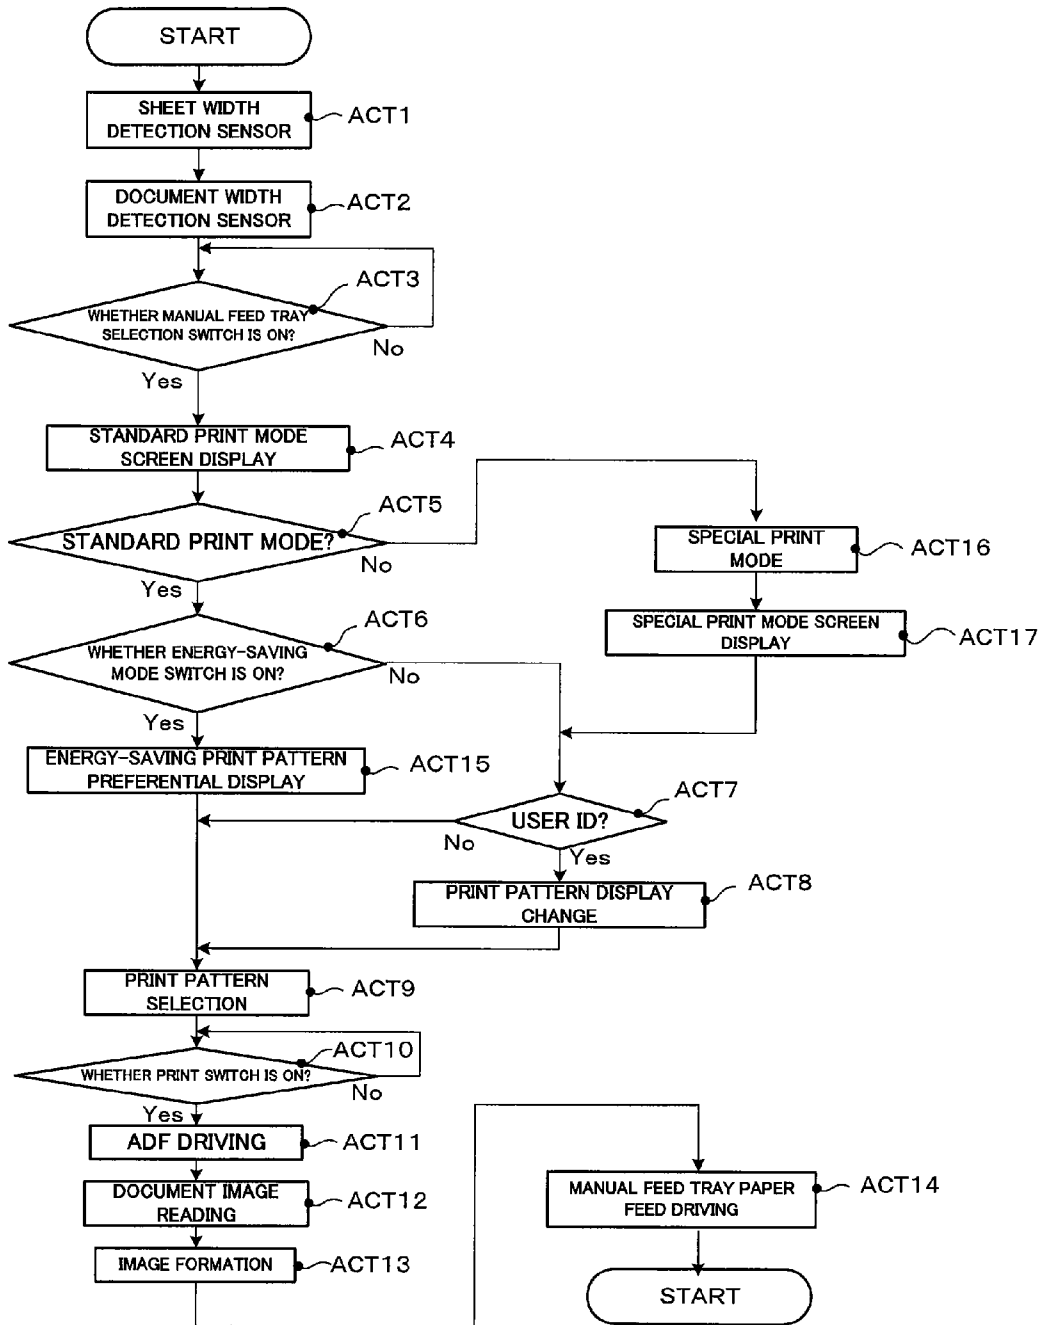 START
SHEET WIDTH
DETECTION SENSOR
ACT1
DOCUMENT WIDTH
DETECTION SENSOR
ACT2
ACT3
WHETHER MANUAL FEED TRAY
SELECTION SWITCH IS ON?
No
Yes
STANDARD PRINT MODE
SCREEN DISPLAY
ACT4
ACT5
STANDARD PRINT MODE?
No
Yes
SPECIAL PRINT
MODE
ACT16
ACT6
WHETHER ENERGY-SAVING
MODE SWITCH IS ON?
No
Yes
SPECIAL PRINT MODE SCREEN
DISPLAY
ACT17
ENERGY-SAVING PRINT PATTERN
PREFERENTIAL DISPLAY
ACT15
ACT7
USER ID?
No
Yes
PRINT PATTERN DISPLAY
CHANGE
ACT8
PRINT PATTERN
SELECTION
ACT9
ACT10
WHETHER PRINT SWITCH IS ON?
No
Yes
ADF DRIVING
ACT11
DOCUMENT IMAGE
READING
ACT12
IMAGE FORMATION
ACT13
MANUAL FEED TRAY PAPER
FEED DRIVING
ACT14
START